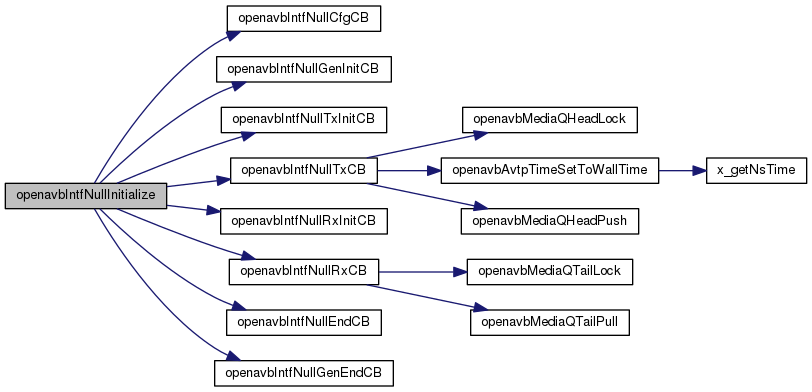 openavbIntfNullInitialize
openavbIntfNullCfgCB
openavbIntfNullGenInitCB
openavbIntfNullTxInitCB
openavbIntfNullTxCB
openavbIntfNullRxInitCB
openavbIntfNullRxCB
openavbIntfNullEndCB
openavbIntfNullGenEndCB
openavbMediaQHeadLock
openavbAvtpTimeSetToWallTime
openavbMediaQHeadPush
openavbMediaQTailLock
openavbMediaQTailPull
x_getNsTime